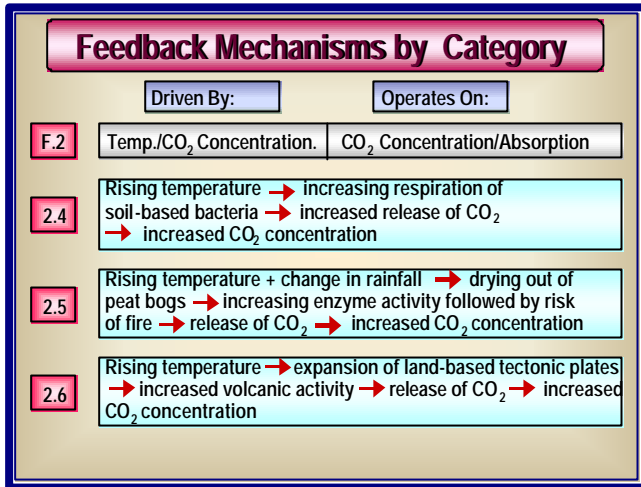 Feedback Mechanisms by Category
Driven By: Operates On:
F.2 Temp./CO₂ Concentration. CO₂ Concentration/Absorption
2.4
Rising temperature → increasing respiration of
soil-based bacteria → increased release of CO₂
→ increased CO₂ concentration
2.5
Rising temperature + change in rainfall → drying out of
peat bogs → increasing enzyme activity followed by risk
of fire → release of CO₂ → increased CO₂ concentration
2.6
Rising temperature → expansion of land-based tectonic plates
→ increased volcanic activity → release of CO₂ → increased
CO₂ concentration